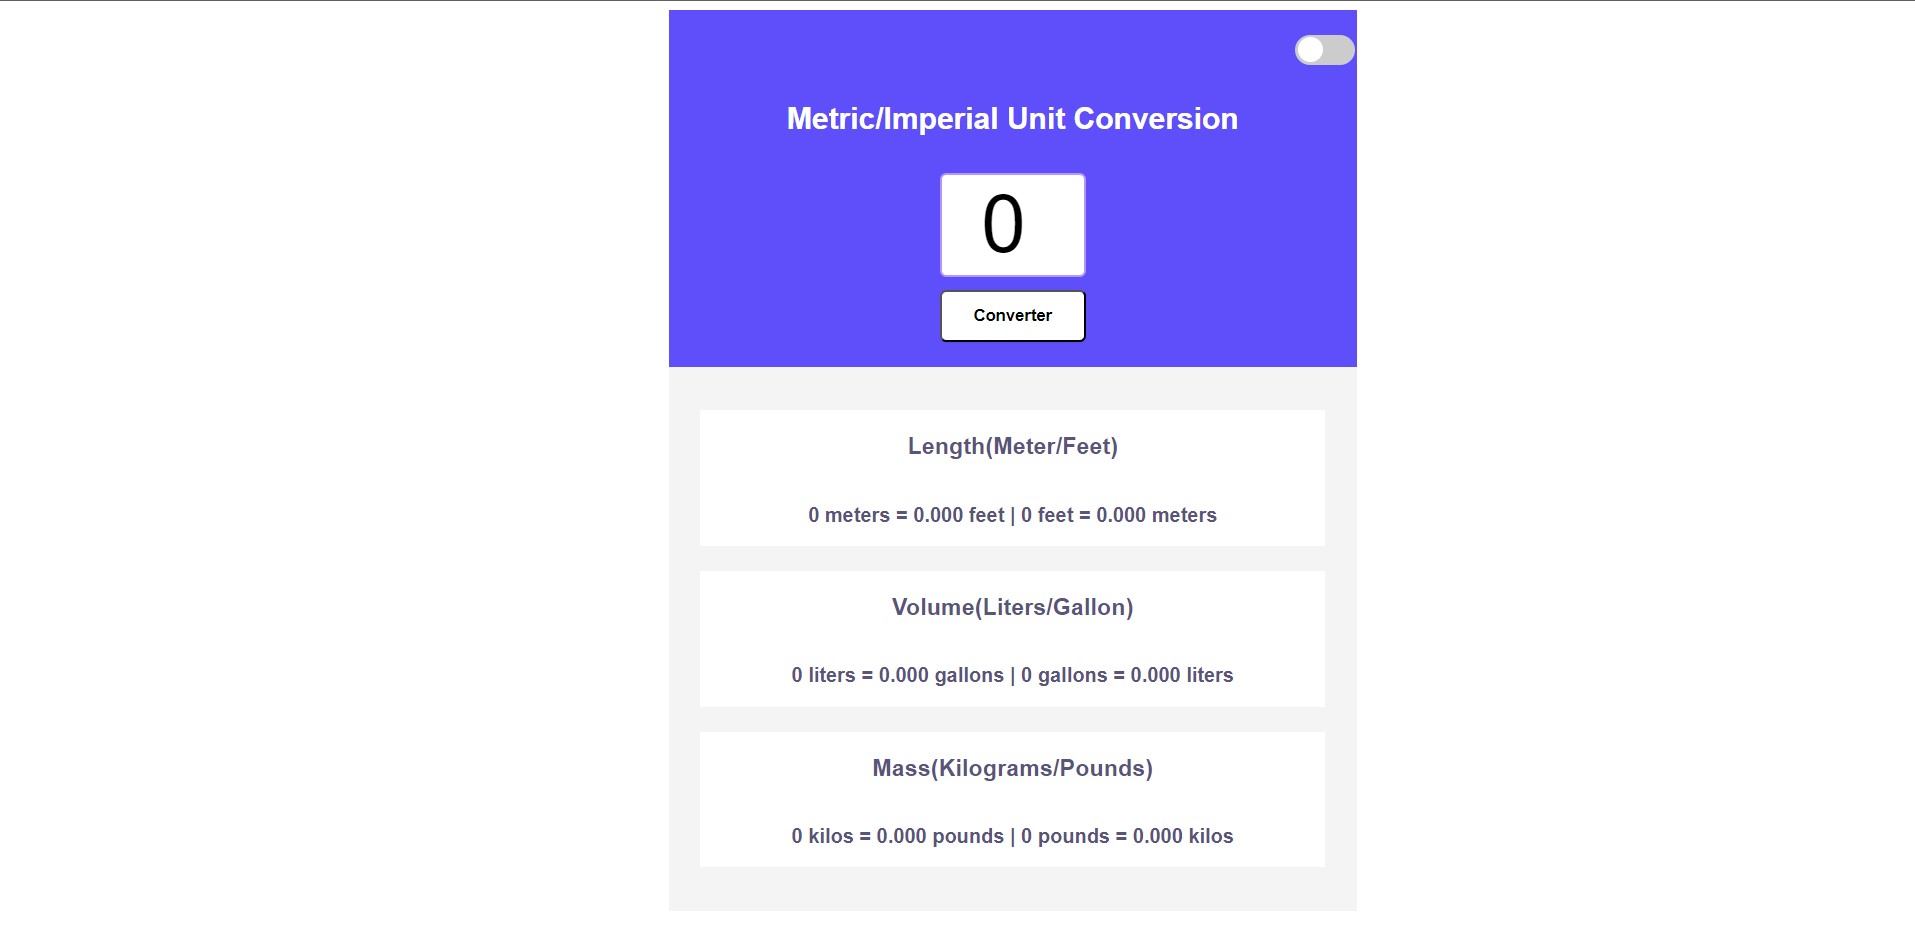 Metric/Imperial Unit Conversion
0
Converter
Length(Meter/Feet)
0 meters = 0.000 feet | 0 feet = 0.000 meters
Volume(Liters/Gallon)
0 liters = 0.000 gallons | 0 gallons = 0.000 liters
Mass(Kilograms/Pounds)
0 kilos = 0.000 pounds | 0 pounds = 0.000 kilos